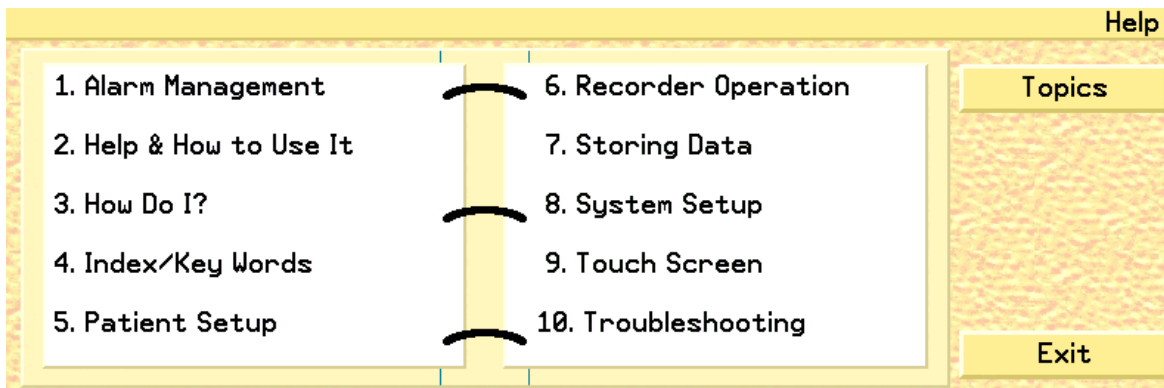 Help
1. Alarm Management
2. Help & How to Use It
3. How Do I?
4. Index/Key Words
5. Patient Setup
6. Recorder Operation
7. Storing Data
8. System Setup
9. Touch Screen
10. Troubleshooting
Topics
Exit